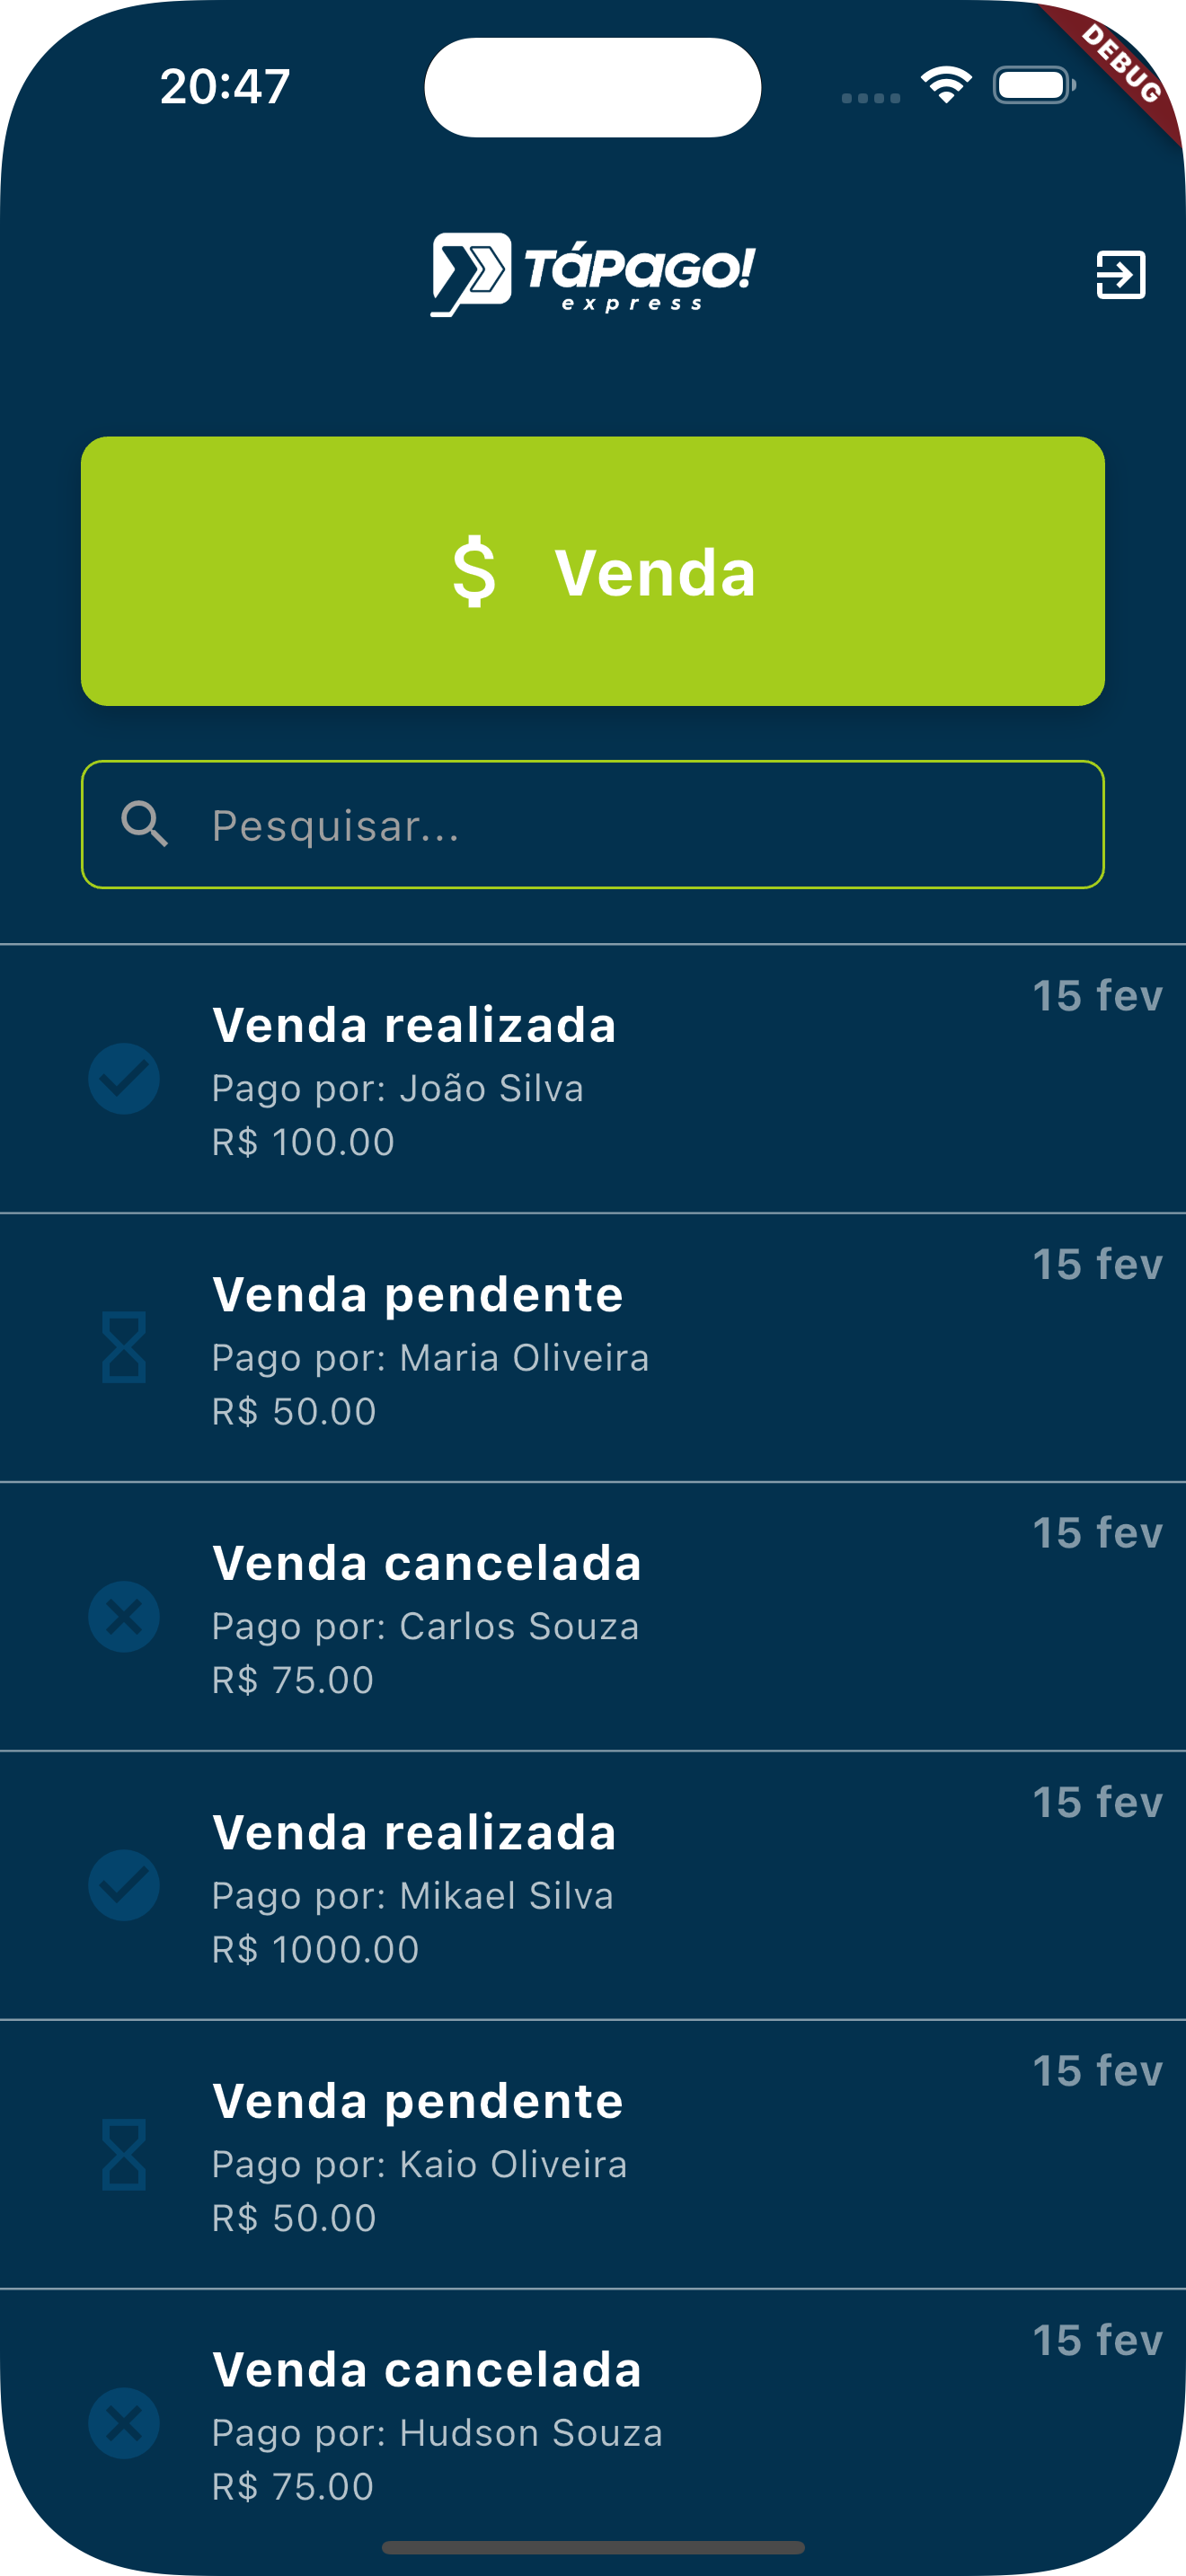 20:47
DEBUG
TáPago!
express
$ Venda
Pesquisar...
15 fev
Venda realizada
Pago por: João Silva
R$ 100.00
15 fev
Venda pendente
Pago por: Maria Oliveira
R$ 50.00
15 fev
Venda cancelada
Pago por: Carlos Souza
R$ 75.00
15 fev
Venda realizada
Pago por: Mikael Silva
R$ 1000.00
15 fev
Venda pendente
Pago por: Kaio Oliveira
R$ 50.00
15 fev
Venda cancelada
Pago por: Hudson Souza
R$ 75.00